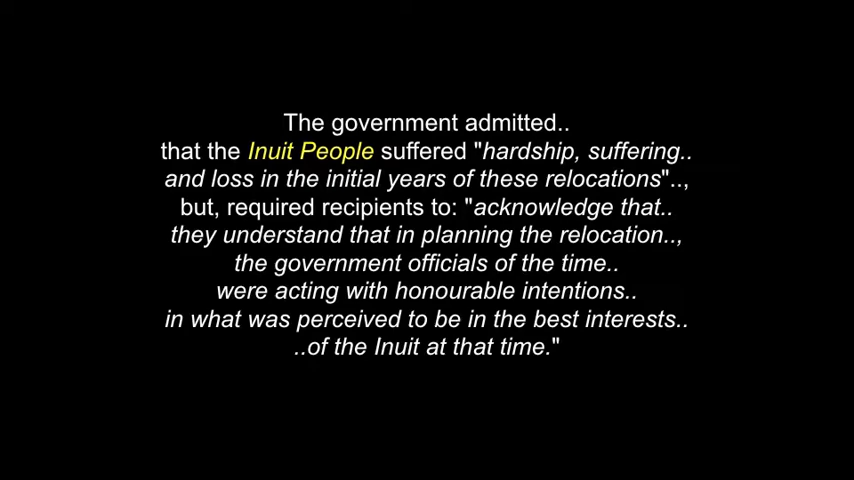 The government admitted..
that the Inuit People suffered "hardship, suffering..
and loss in the initial years of these relocations"..,
but, required recipients to: "acknowledge that..
they understand that in planning the relocation..,
the government officials of the time..
were acting with honourable intentions..
in what was perceived to be in the best interests..
..of the Inuit at that time."